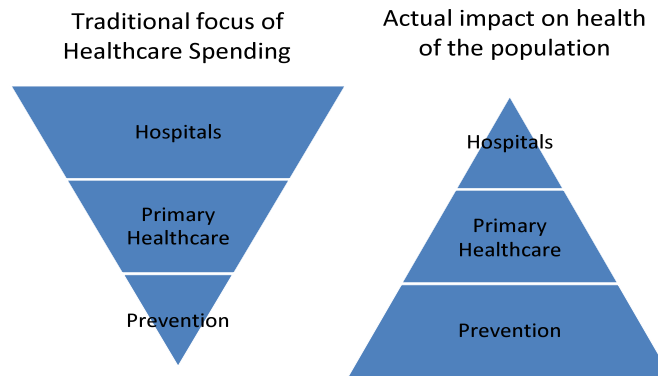 Traditional focus of
Healthcare Spending
Hospitals
Primary
Healthcare
Prevention
Actual impact on health
of the population
Hospitals
Primary
Healthcare
Prevention